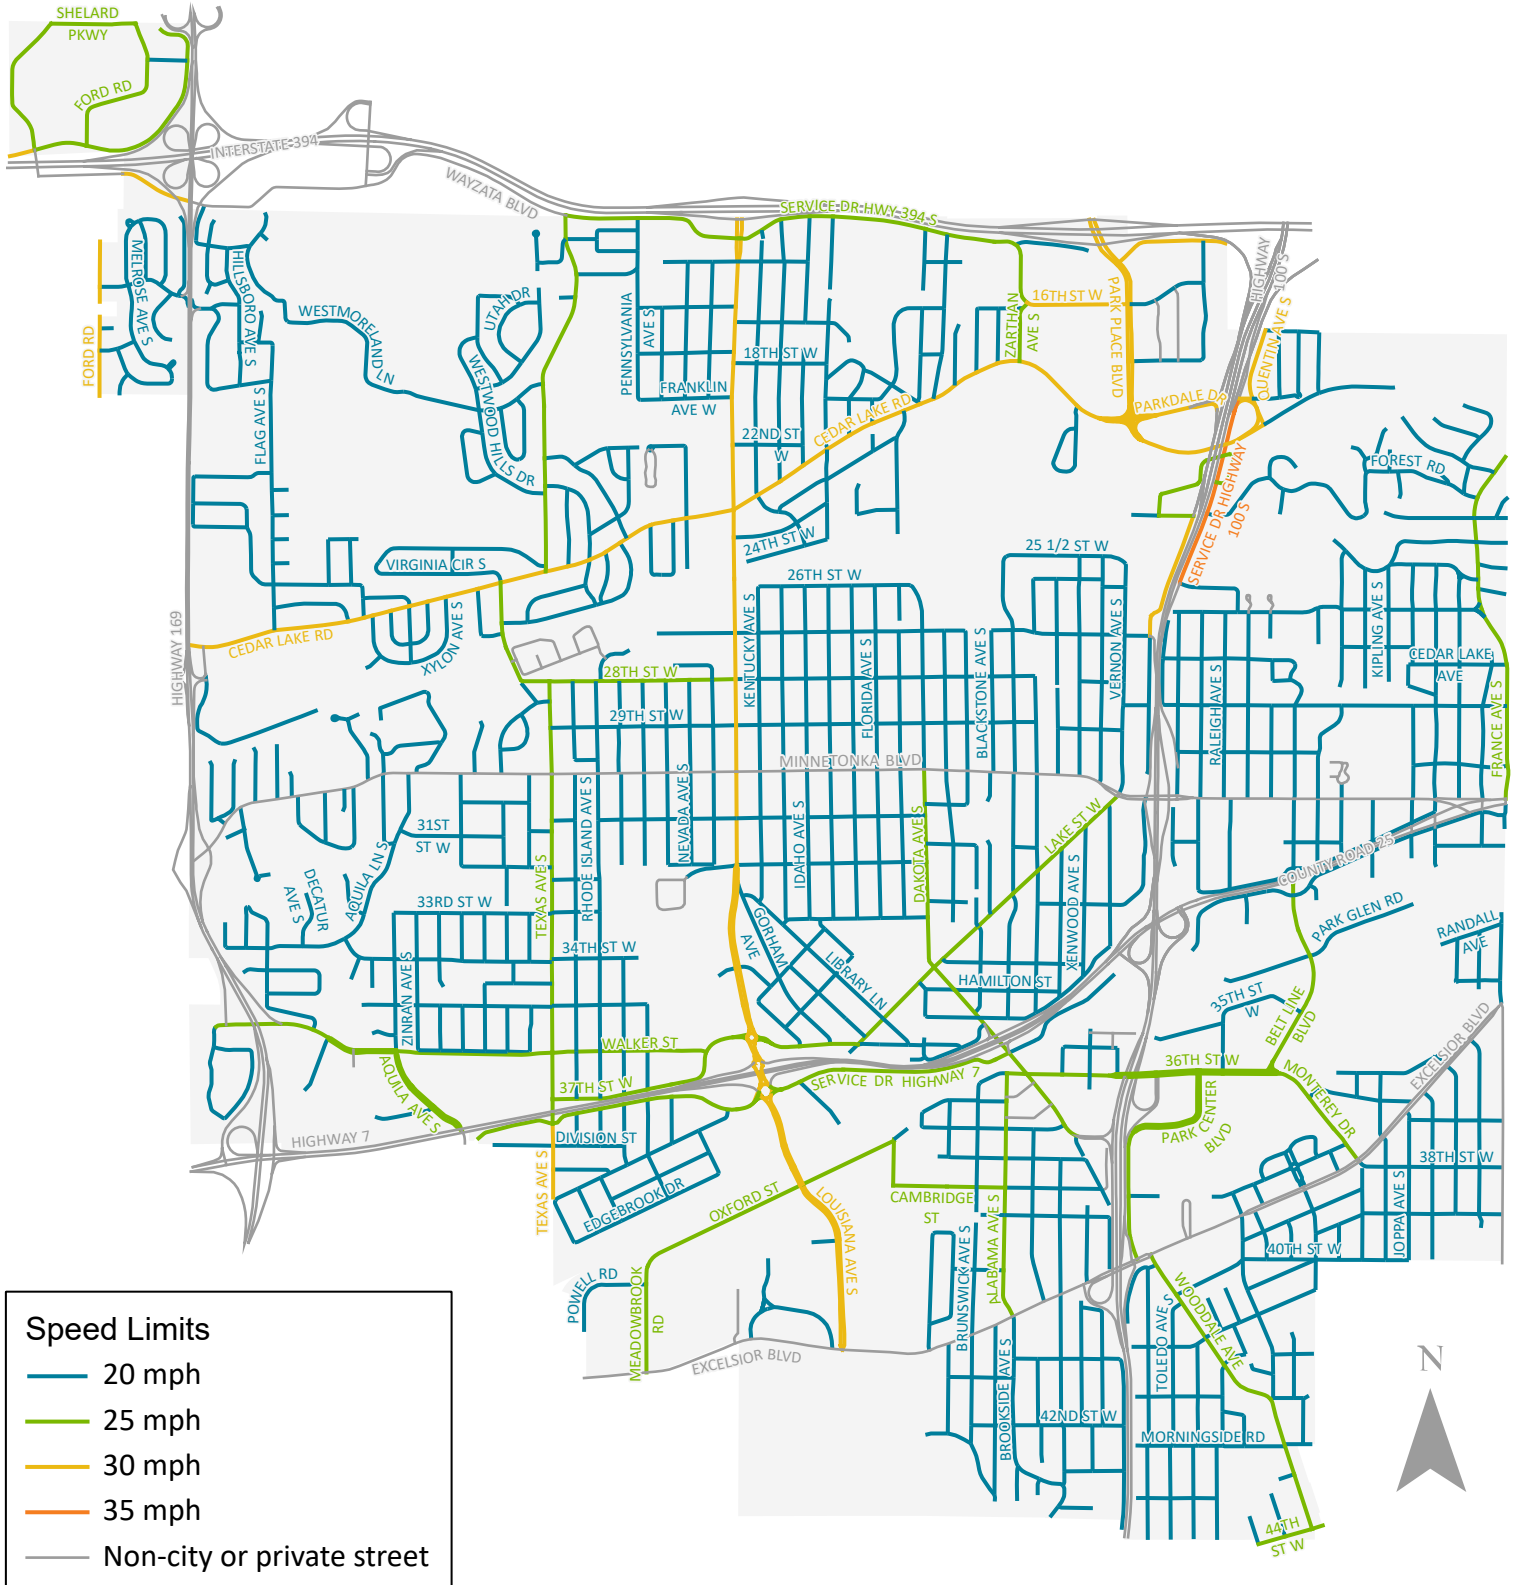 SHELARD
PKWY
FORD RD
INTERSTATE 394
WAYZATA BLVD
SERVICE DR HWY 394 S
HIGHWAY
100 S
MELROSE AVE S
HILLSBORO AVE S
WESTMORELAND LN
UTAH DR
PENNSYLVANIA
AVE S
ZARTHAN
AVE S
16TH ST W
PARK PLACE BLVD
QUENTIN AVE S
FORD RD
18TH ST W
WESTWOOD HILLS DR
FRANKLIN
AVE W
FLAG AVE S
CEDAR LAKE RD
PARKDALE DR
22ND ST
W
FOREST RD
SERVICE DR HIGHWAY
100 S
24TH ST W
25 1/2 ST W
VIRGINIA CIR S
26TH ST W
HIGHWAY 169
CEDAR LAKE RD
XYLON AVE S
KENTUCKY AVE S
FLORIDA AVE S
BLACKSTONE AVE S
VERNON AVE S
KIPLING AVE S
CEDAR LAKE
AVE
RALEIGH AVE S
28TH ST W
29TH ST W
FRANCE AVE S
MINNETONKA BLVD
31ST
ST W
RHODE ISLAND AVE S
NEVADA AVE S
IDAHO AVE S
DAKOTA AVE S
LAKE ST W
COUNTY ROAD 25
DECATUR
AVE S
AQUILA LN S
TEXAS AVE S
XENWOOD AVE S
33RD ST W
PARK GLEN RD
RANDALL
AVE
GORHAM
AVE
34TH ST W
LIBRARY LN
HAMILTON ST
ZINRAN AVE S
35TH ST
W
BELT LINE
BLVD
EXCELSIOR BLVD
WALKER ST
36TH ST W
37TH ST W
SERVICE DR HIGHWAY 7
AQUILA AVE S
MONTEREY DR
PARK CENTER
BLVD
HIGHWAY 7
DIVISION ST
38TH ST W
TEXAS AVE S
EDGEBROOK DR
OXFORD ST
CAMBRIDGE
ST
LOUISIANA AVE S
ALABAMA AVE S
BRUNSWICK AVE S
JOPPA AVE S
40TH ST W
POWELL RD
MEADOWBROOK
RD
WOODDALE AVE
TOLEDO AVE S
EXCELSIOR BLVD
BROOKSIDE AVE S
42ND ST W
MORNINGSIDE RD
44TH
ST W
N
Speed Limits
20 mph
25 mph
30 mph
35 mph
Non-city or private street